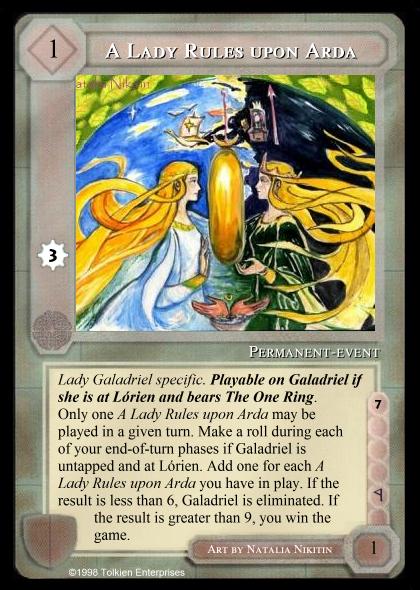 1
A Lady Rules upon Arda
Natalia Nikitin
3
Permanent-event
Lady Galadriel specific. Playable on Galadriel if
she is at Lórien and bears The One Ring.
Only one A Lady Rules upon Arda may be
played in a given turn. Make a roll during each
of your end-of-turn phases if Galadriel is
untapped and at Lórien. Add one for each A
Lady Rules upon Arda you have in play. If the
result is less than 6, Galadriel is eliminated. If
the result is greater than 9, you win the
game.
7
Art by Natalia Nikitin
1
©1998 Tolkien Enterprises